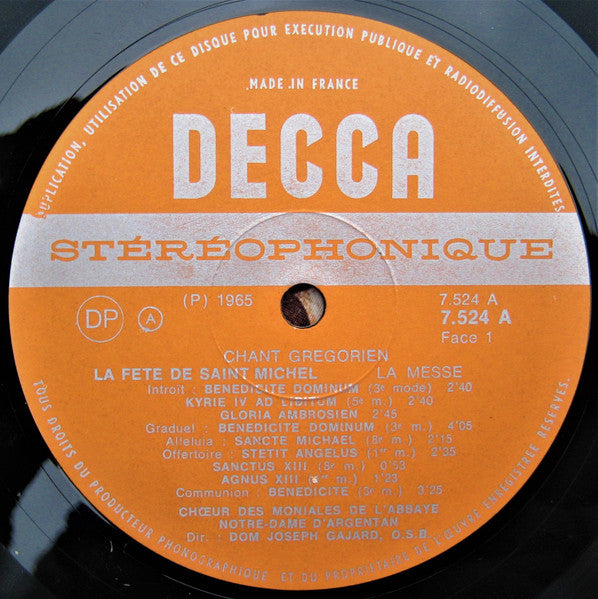 DUPLICATION, UTILISATION DE CE DISQUE POUR EXECUTION PUBLIQUE ET RADIODIFFUSION INTERDITES
MADE IN FRANCE
DECCA
STÉRÉOPHONIQUE
DP
A
(P) 1965
7.524 A
7.524 A
Face 1
CHANT GREGORIEN
LA FETE DE SAINT MICHEL LA MESSE
Introït : BENEDICITE DOMINUM (3e mode) 2'40
KYRIE IV AD LIBITUM (5e m.) 2'40
GLORIA AMBROSIEN 2'45
Graduel : BENEDICITE DOMINUM (3e m.) 4'05
Alleluia : SANCTE MICHAEL (8e m.) 2'15
Offertoire : STETIT ANGELUS (1er m.) 2'35
SANCTUS XIII (8e m.) 0'53
AGNUS XIII (1er m.) 1'23
Communion : BENEDICITE (3e m.) 3'25
CHŒUR DES MONIALES DE L'ABBAYE
NOTRE-DAME D'ARGENTAN
Dir. : DOM JOSEPH GAJARD, O.S.B.
TOUS DROITS DU PRODUCTEUR PHONOGRAPHIQUE ET DU PROPRIETAIRE DE L'ŒUVRE ENREGISTREE RESERVES.